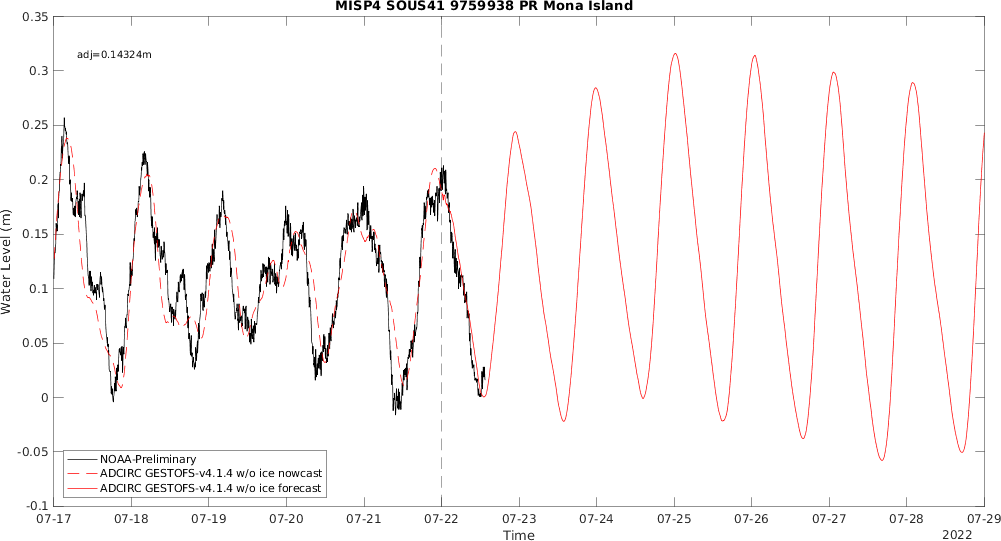 MISP4 SOUS41 9759938 PR Mona Island
adj=0.14324m
0.35
0.3
0.25
0.2
0.15
0.1
0.05
0
-0.05
-0.1
Water Level (m)
NOAA-Preliminary
ADCIRC GESTOFS-v4.1.4 w/o ice nowcast
ADCIRC GESTOFS-v4.1.4 w/o ice forecast
07-17 07-18 07-19 07-20 07-21 07-22 07-23 07-24 07-25 07-26 07-27 07-28 07-29
Time
2022